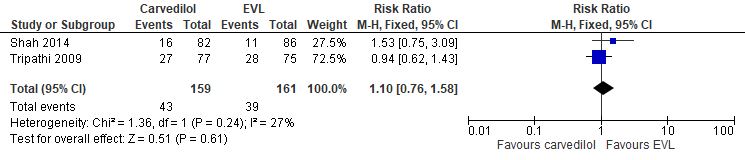 Carvedilol EVL Risk Ratio Risk Ratio
Study or Subgroup Events Total Events Total Weight M-H, Fixed, 95% CI M-H, Fixed, 95% CI
Shah 2014 16 82 11 86 27.5% 1.53 [0.75, 3.09]
Tripathi 2009 27 77 28 75 72.5% 0.94 [0.62, 1.43]
Total (95% CI) 159 161 100.0% 1.10 [0.76, 1.58]
Total events 43 39
Heterogeneity: Chi² = 1.36, df = 1 (P = 0.24); I² = 27%
Test for overall effect: Z = 0.51 (P = 0.61)
0.01 0.1 1 10 100
Favours carvedilol Favours EVL